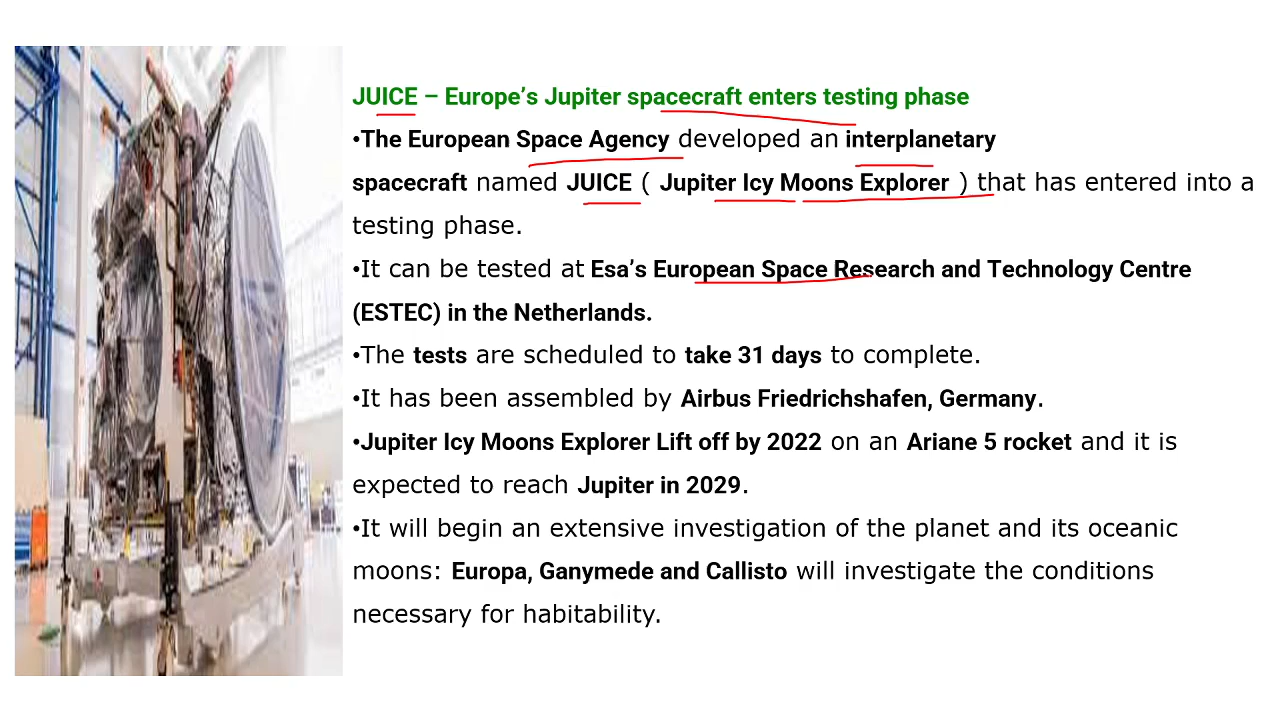 JUICE – Europe's Jupiter spacecraft enters testing phase
•The European Space Agency developed an interplanetary
spacecraft named JUICE ( Jupiter Icy Moons Explorer ) that has entered into a
testing phase.
•It can be tested at Esa's European Space Research and Technology Centre
(ESTEC) in the Netherlands.
•The tests are scheduled to take 31 days to complete.
•It has been assembled by Airbus Friedrichshafen, Germany.
•Jupiter Icy Moons Explorer Lift off by 2022 on an Ariane 5 rocket and it is
expected to reach Jupiter in 2029.
•It will begin an extensive investigation of the planet and its oceanic
moons: Europa, Ganymede and Callisto will investigate the conditions
necessary for habitability.